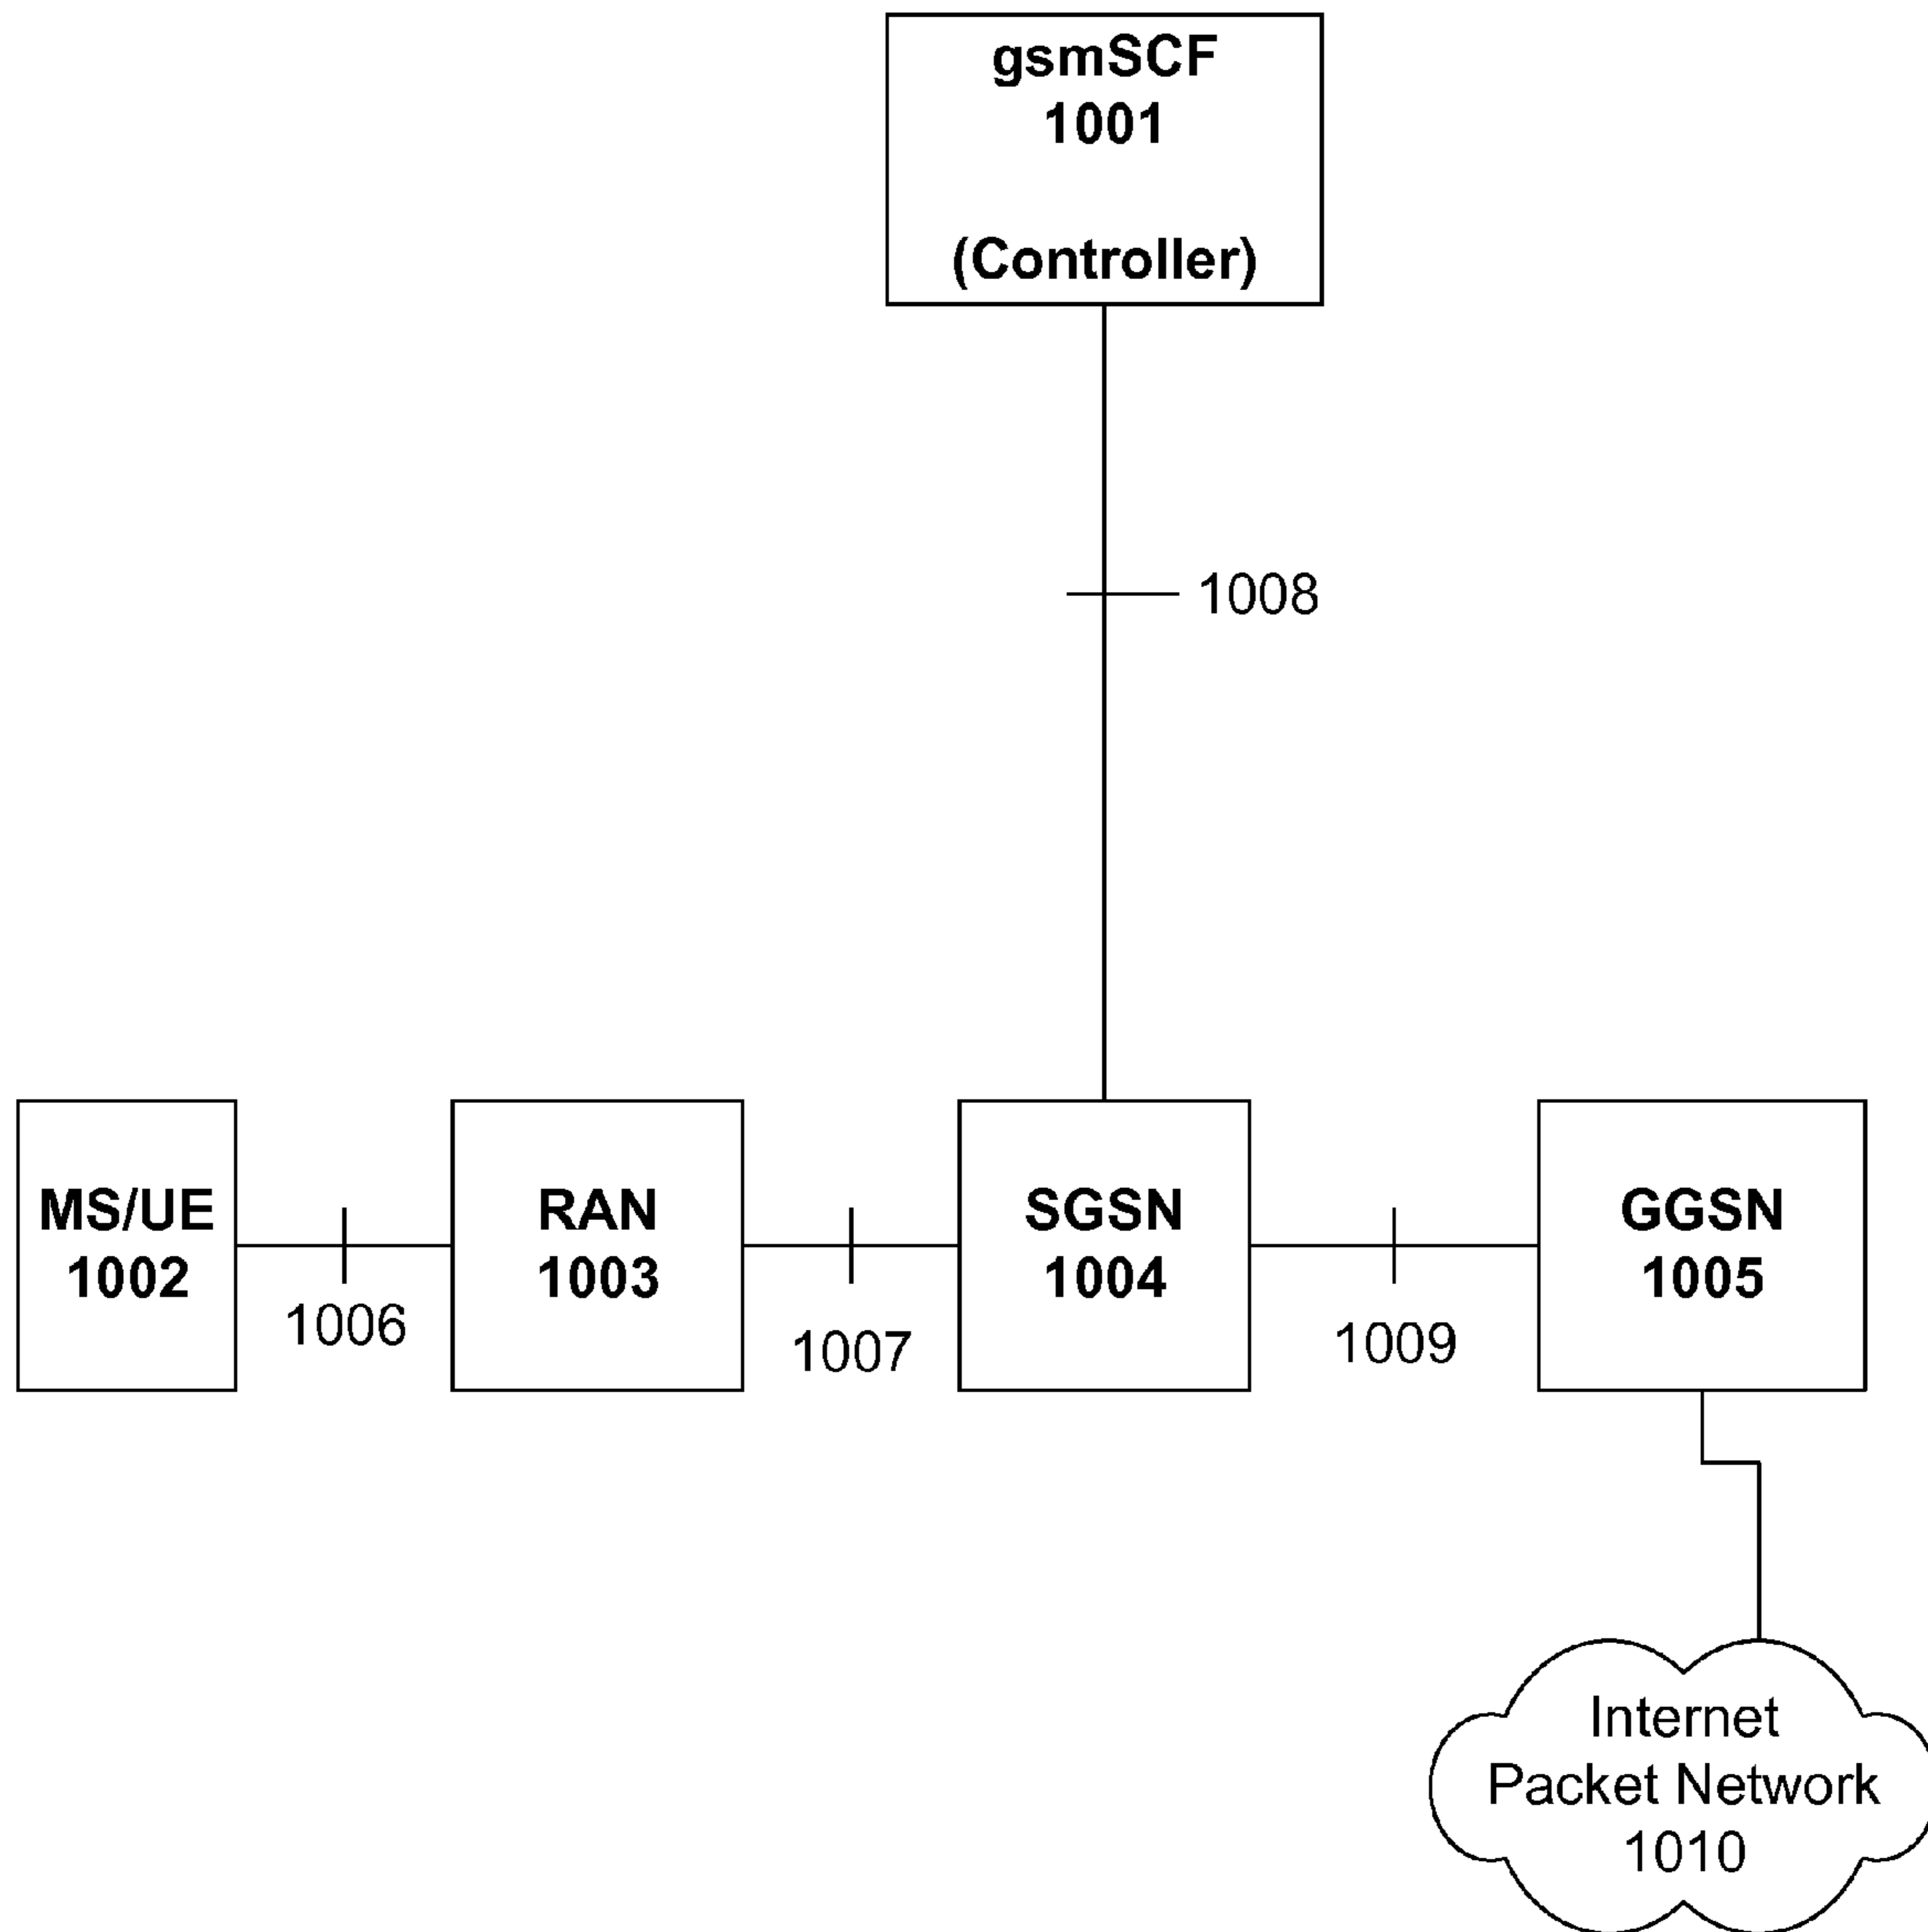 gsmSCF
1001
(Controller)
1008
MS/UE
1002
1006
RAN
1003
1007
SGSN
1004
1009
GGSN
1005
Internet
Packet Network
1010